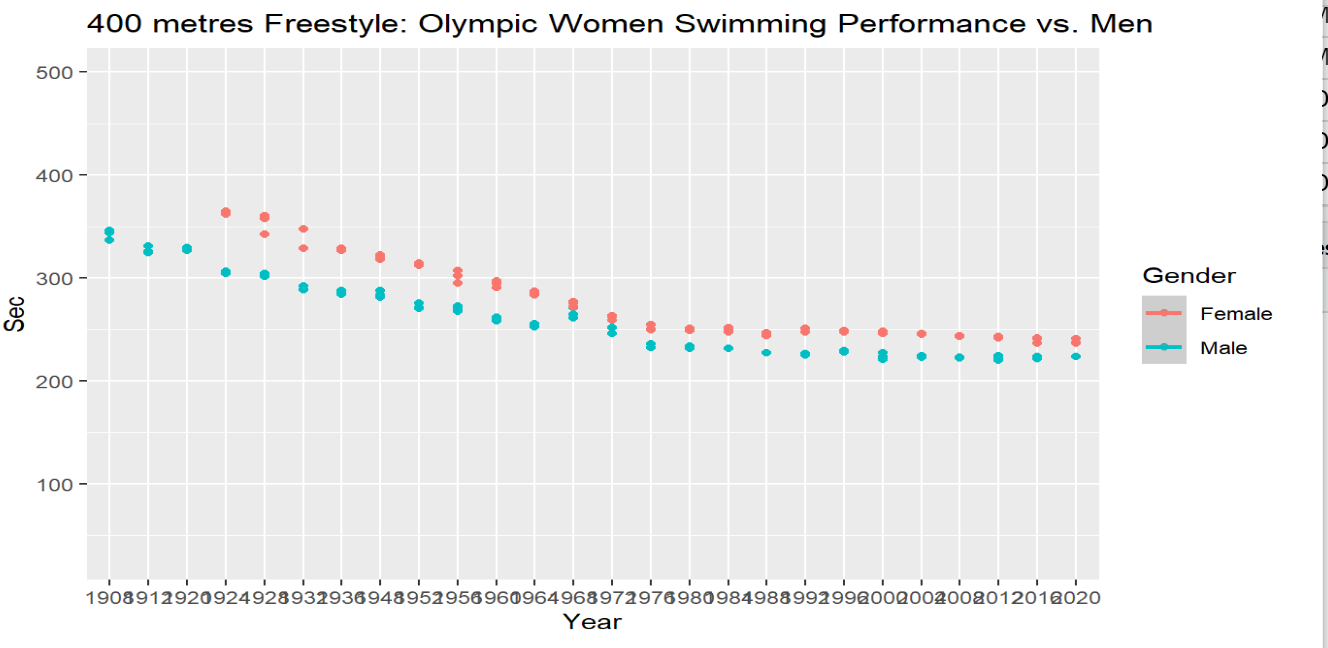 400 metres Freestyle: Olympic Women Swimming Performance vs. Men
500
400
300
200
100
Sec
1908 1912 1920 1924 1928 1932 1936 1948 1952 1956 1960 1964 1968 1972 1976 1980 1984 1988 1992 1996 2000 2004 2008 2012 2016 2020
Year
Gender
Female
Male